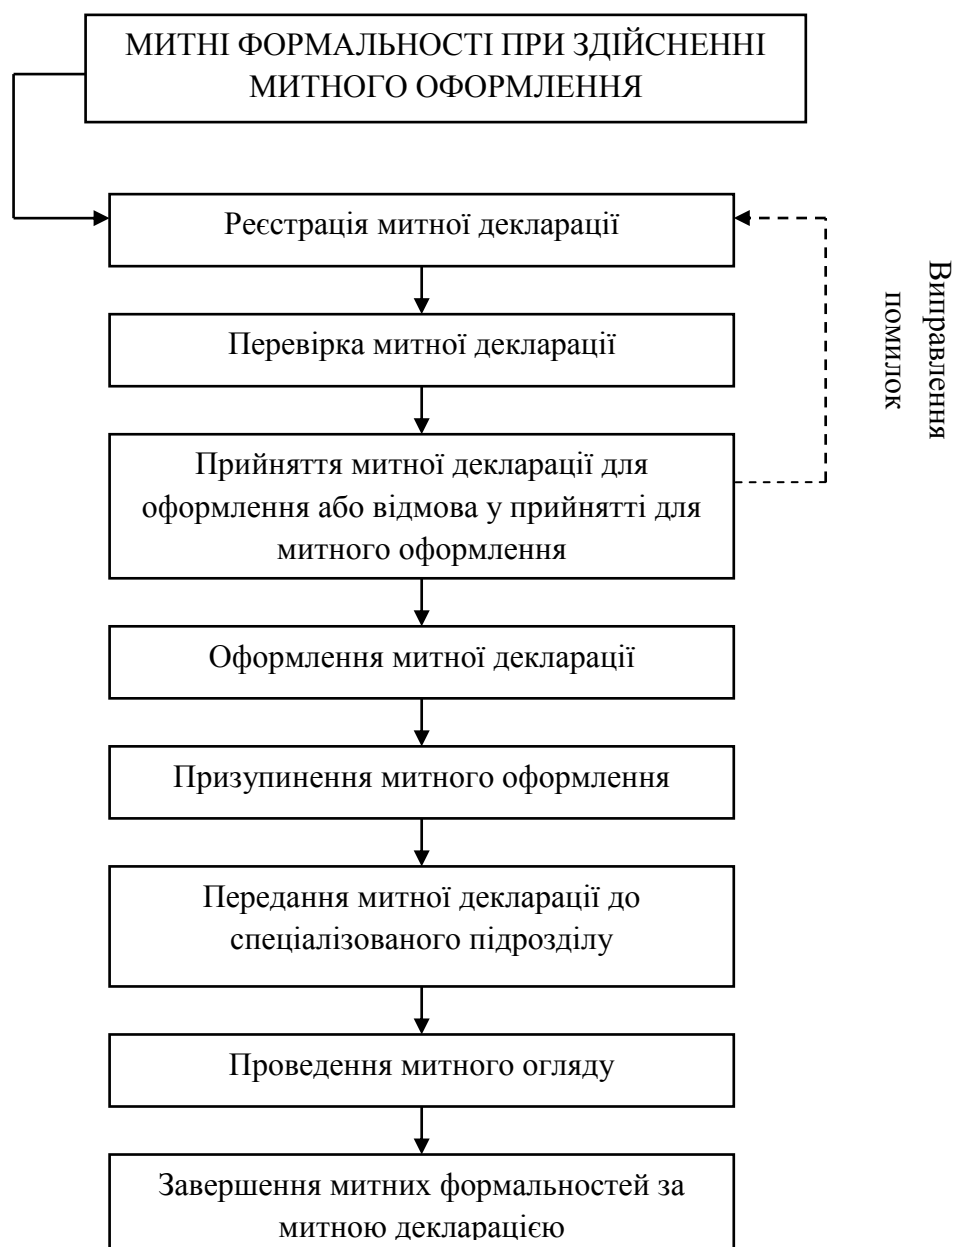 МИТНІ ФОРМАЛЬНОСТІ ПРИ ЗДІЙСНЕННІ
МИТНОГО ОФОРМЛЕННЯ
Реєстрація митної декларації
Перевірка митної декларації
Прийняття митної декларації для
оформлення або відмова у прийнятті для
митного оформлення
Виправлення
помилок
Оформлення митної декларації
Призупинення митного оформлення
Передання митної декларації до
спеціалізованого підрозділу
Проведення митного огляду
Завершення митних формальностей за
митною декларацією